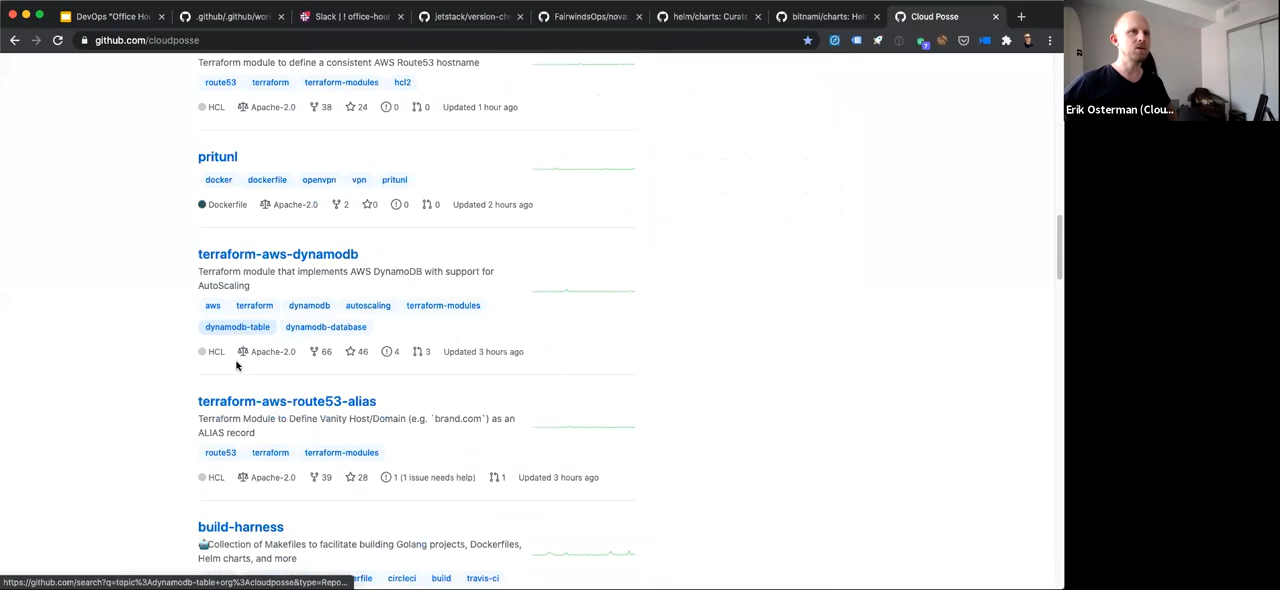 DevOps "Office Ho
.github/.github/wor
Slack | ! office-hour
jetstack/version-ch
FairwindsOps/nova
helm/charts: Curate
bitnami/charts: Hel
Cloud Posse
github.com/cloudposse
Erik Osterman (Clou...
Terraform module to define a consistent AWS Route53 hostname
route53 terraform terraform-modules hcl2
HCL Apache-2.0 38 24 0 0 Updated 1 hour ago
pritunl
docker dockerfile openvpn vpn pritunl
Dockerfile Apache-2.0 2 0 0 0 Updated 2 hours ago
terraform-aws-dynamodb
Terraform module that implements AWS DynamoDB with support for
AutoScaling
aws terraform dynamodb autoscaling terraform-modules
dynamodb-table dynamodb-database
HCL Apache-2.0 66 46 4 3 Updated 3 hours ago
terraform-aws-route53-alias
Terraform Module to Define Vanity Host/Domain (e.g. `brand.com`) as an
ALIAS record
route53 terraform terraform-modules
HCL Apache-2.0 39 28 1 (1 issue needs help) 1 Updated 3 hours ago
build-harness
Collection of Makefiles to facilitate building Golang projects, Dockerfiles,
Helm charts, and more
erfile circleci build travis-ci
https://github.com/search?q=topic%3Adynamodb-table+org%3Acloudposse&type=Repo...